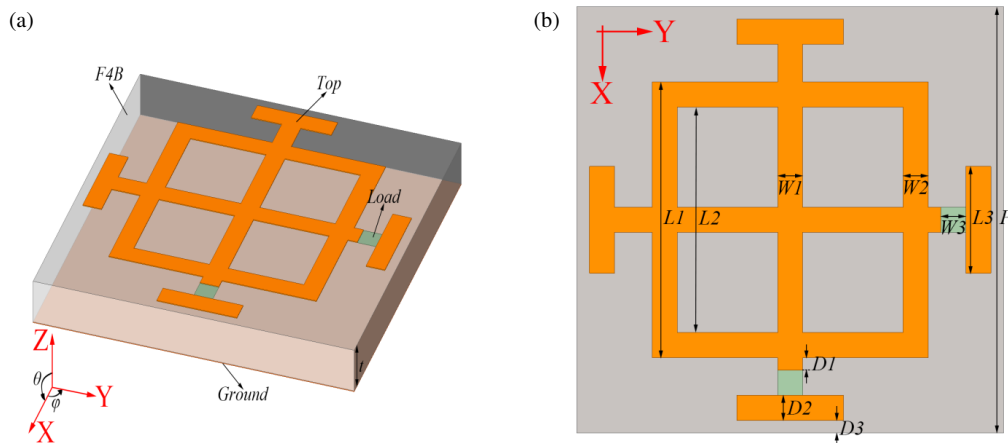 (a)
F4B
Top
Load
t
Ground
Z
θ
φ
Y
X
(b)
Y
X
W1
W2
L1
L2
W3
L3
D1
D2
D3